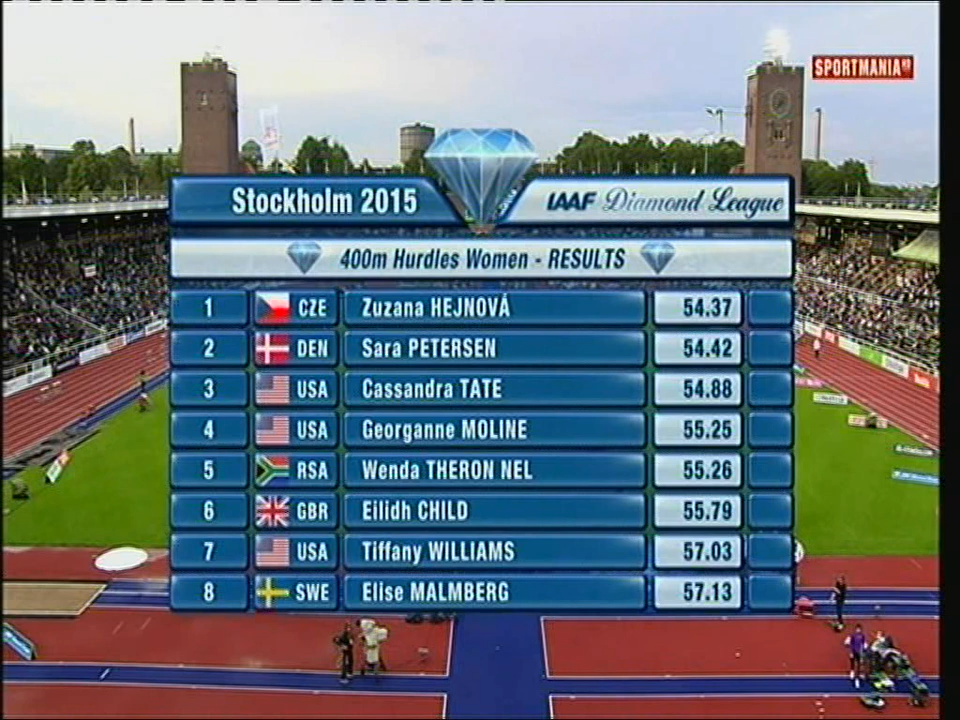 SPORTMANIA
Stockholm 2015
IAAF Diamond League
400m Hurdles Women - RESULTS
1 CZE Zuzana HEJNOVÁ 54.37
2 DEN Sara PETERSEN 54.42
3 USA Cassandra TATE 54.88
4 USA Georganne MOLINE 55.25
5 RSA Wenda THERON NEL 55.26
6 GBR Eilidh CHILD 55.79
7 USA Tiffany WILLIAMS 57.03
8 SWE Elise MALMBERG 57.13